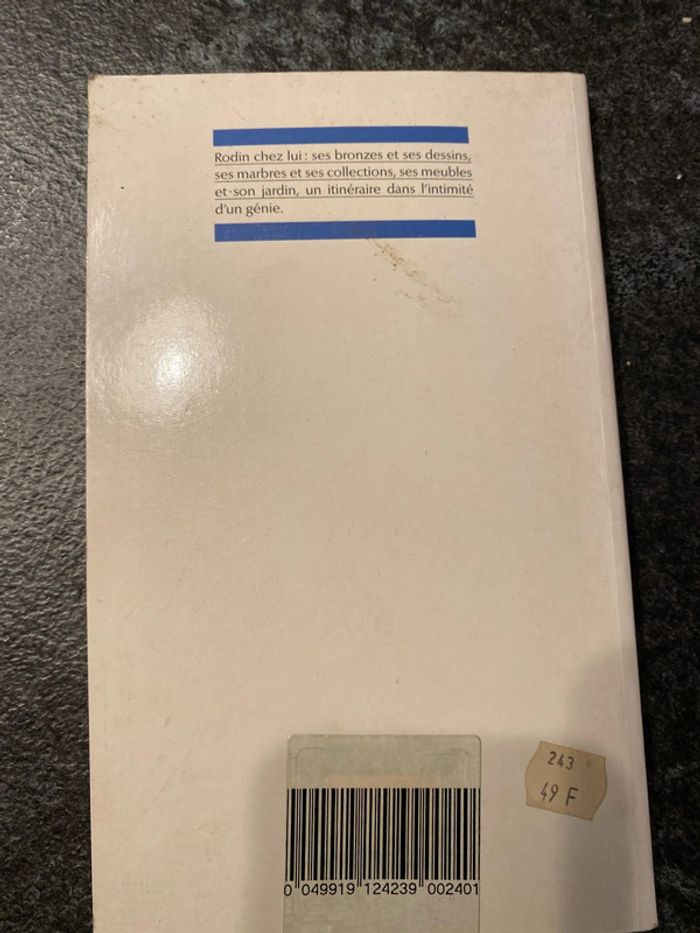 Rodin chez lui : ses bronzes et ses dessins,
ses marbres et ses collections, ses meubles
et son jardin, un itinéraire dans l'intimité
d'un génie.
243
49 F
0 049919 124239 002401